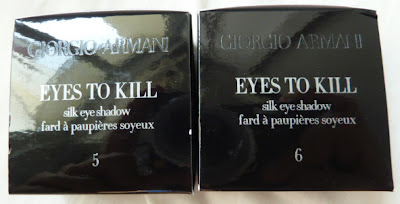 GIORGIO ARMANI
EYES TO KILL
silk eye shadow
fard à paupières soyeux
5
GIORGIO ARMANI
EYES TO KILL
silk eye shadow
fard à paupières soyeux
6